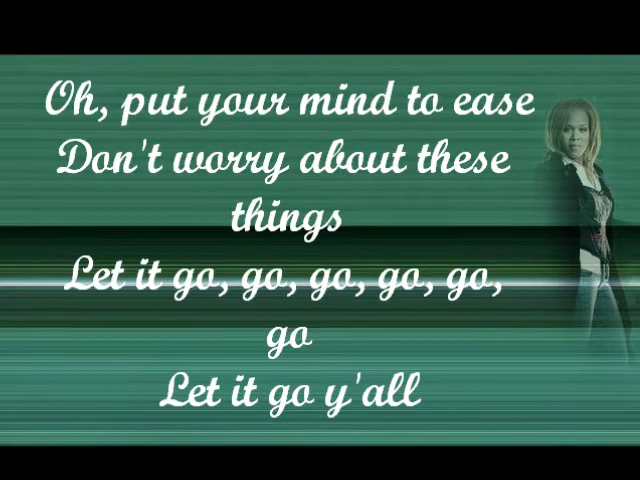 Oh, put your mind to ease
Don't worry about these
things
Let it go, go, go, go, go,
go
Let it go y'all